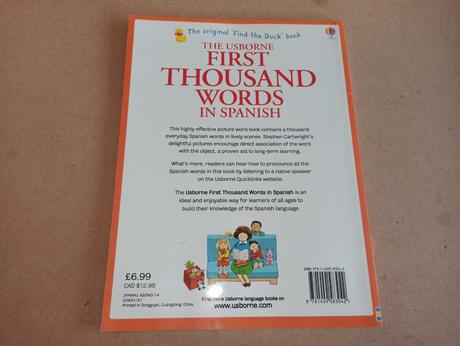 The original 'Find the Duck' book
THE USBORNE
FIRST
THOUSAND
WORDS
IN SPANISH
This highly effective picture word book contains a thousand
everyday Spanish words in lively scenes. Stephen Cartwright's
delightful pictures encourage direct association of the word
with the object, a proven aid to long-term learning.
What's more, readers can hear how to pronounce all the
Spanish words in this book by listening to a native speaker
on the Usborne Quicklinks website.
The Usborne First Thousand Words in Spanish is an
ideal and enjoyable way for learners of all ages to
build their knowledge of the Spanish language.
£6.99
CAD $12.95
JFMAMJ ASOND/14
Printed in Dongguan, Guangdong, China.
Find more Usborne language books on
www.usborne.com
9 781409 583042